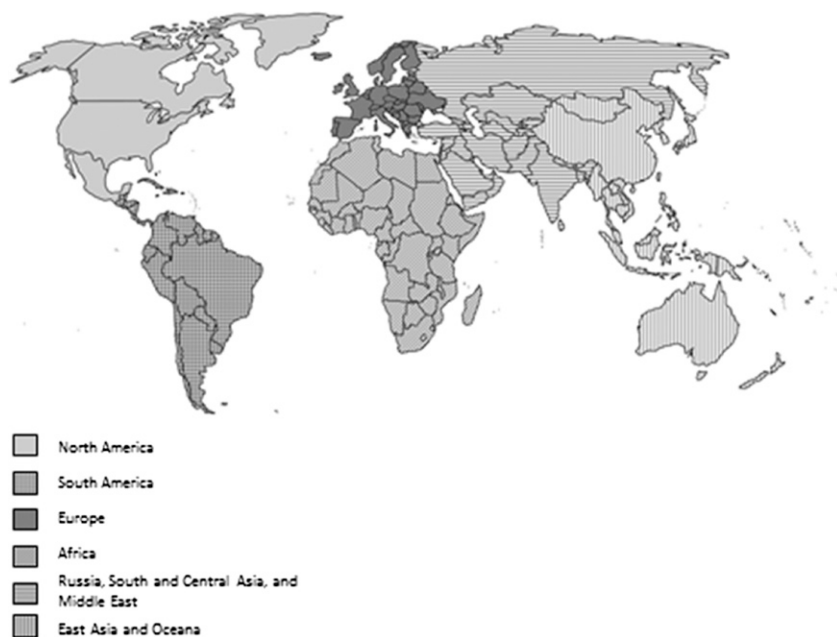 North America
South America
Europe
Africa
Russia, South and Central Asia, and
Middle East
East Asia and Oceana